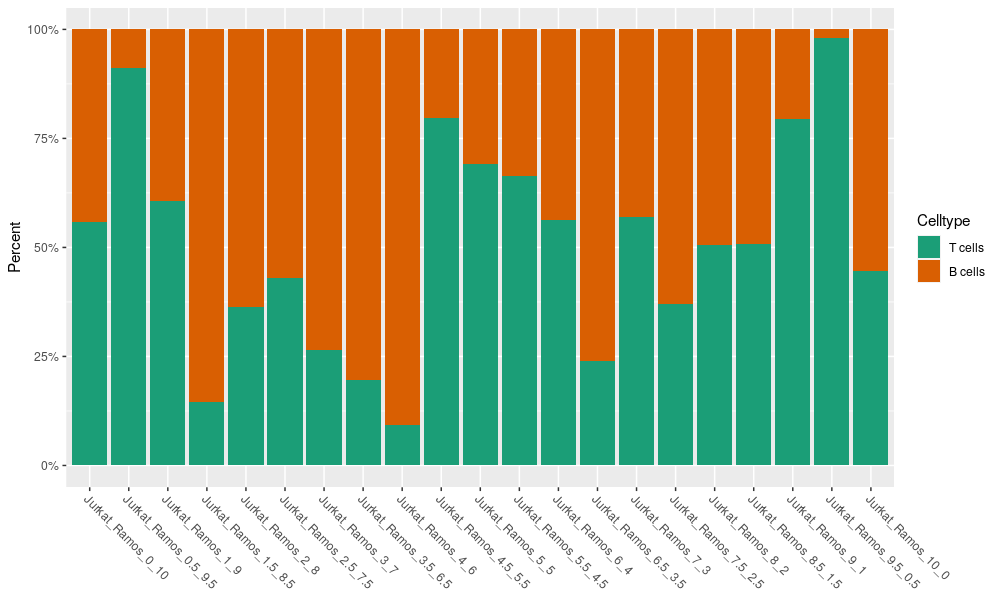 100%
75%
50%
25%
0%
Percent
Jurkat_Ramos_0_10
Jurkat_Ramos_0.5_9.5
Jurkat_Ramos_1_9
Jurkat_Ramos_1.5_8.5
Jurkat_Ramos_2_8
Jurkat_Ramos_2.5_7.5
Jurkat_Ramos_3_7
Jurkat_Ramos_3.5_6.5
Jurkat_Ramos_4_6
Jurkat_Ramos_4.5_5.5
Jurkat_Ramos_5_5
Jurkat_Ramos_5.5_4.5
Jurkat_Ramos_6_4
Jurkat_Ramos_6.5_3.5
Jurkat_Ramos_7_3
Jurkat_Ramos_7.5_2.5
Jurkat_Ramos_8_2
Jurkat_Ramos_8.5_1.5
Jurkat_Ramos_9_1
Jurkat_Ramos_9.5_0.5
Jurkat_Ramos_10_0
Celltype
T cells
B cells